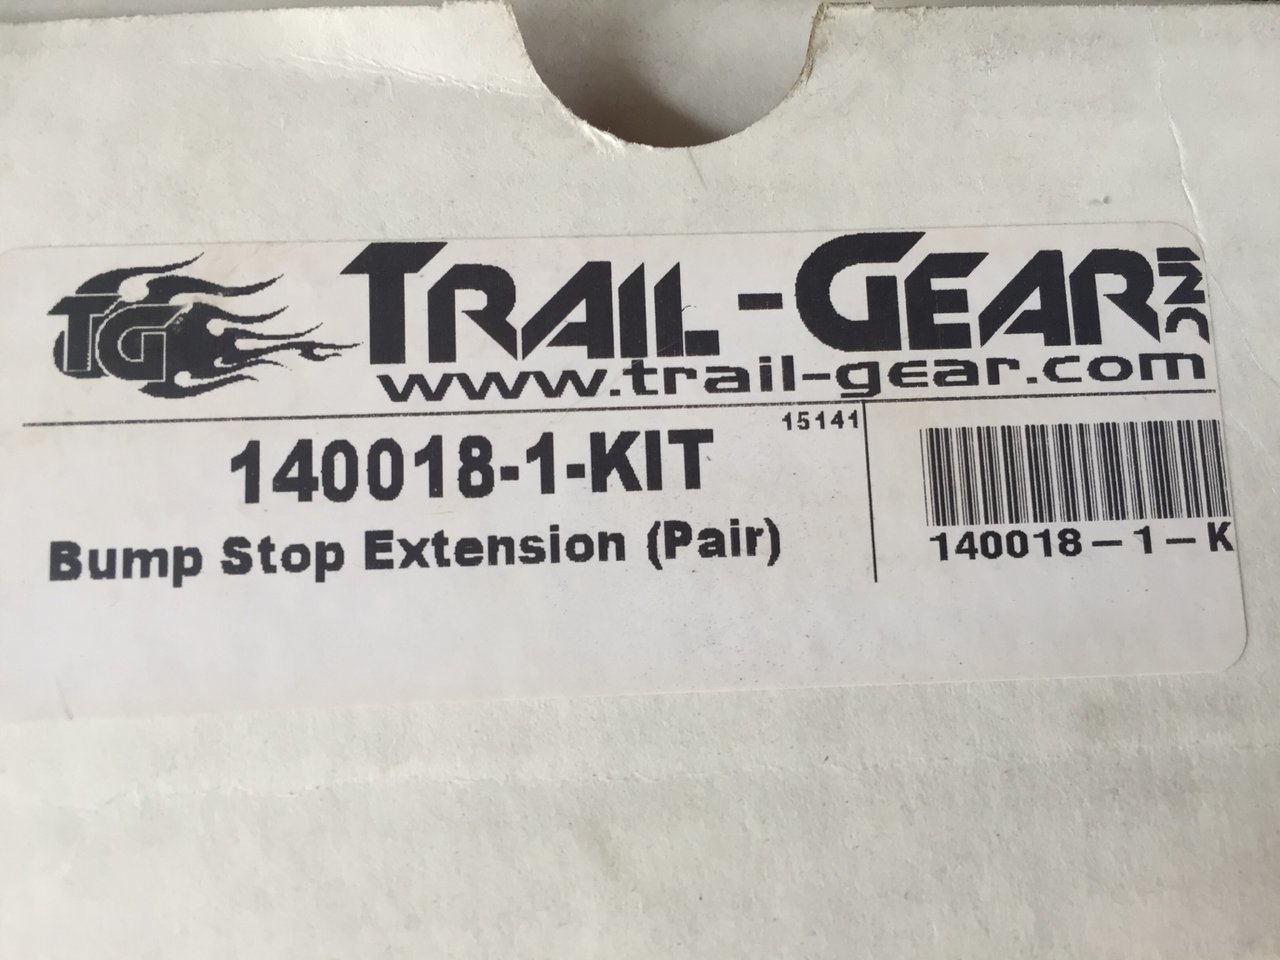 TG TRAIL-GEAR INC
www.trail-gear.com
15141
140018-1-KIT
Bump Stop Extension (Pair)
140018-1-K